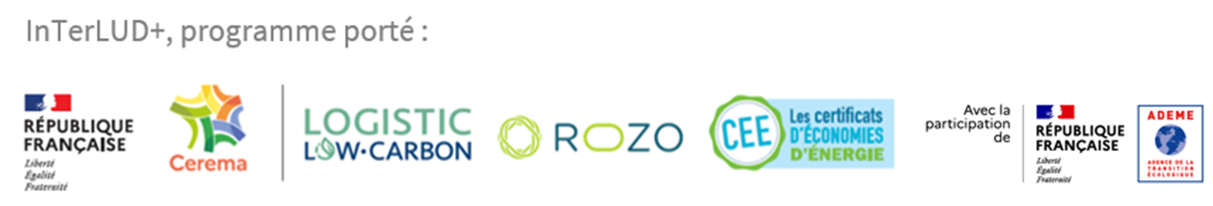 InTerLUD+, programme porté :
RÉPUBLIQUE
FRANÇAISE
Liberté
Égalité
Fraternité
Cerema
LOGISTIC
LOW•CARBON
ROZO
CEE
Les certificats
D'ÉCONOMIES
D'ÉNERGIE
Avec la
participation
de
RÉPUBLIQUE
FRANÇAISE
Liberté
Égalité
Fraternité
ADEME
AGENCE DE LA
TRANSITION
ÉCOLOGIQUE